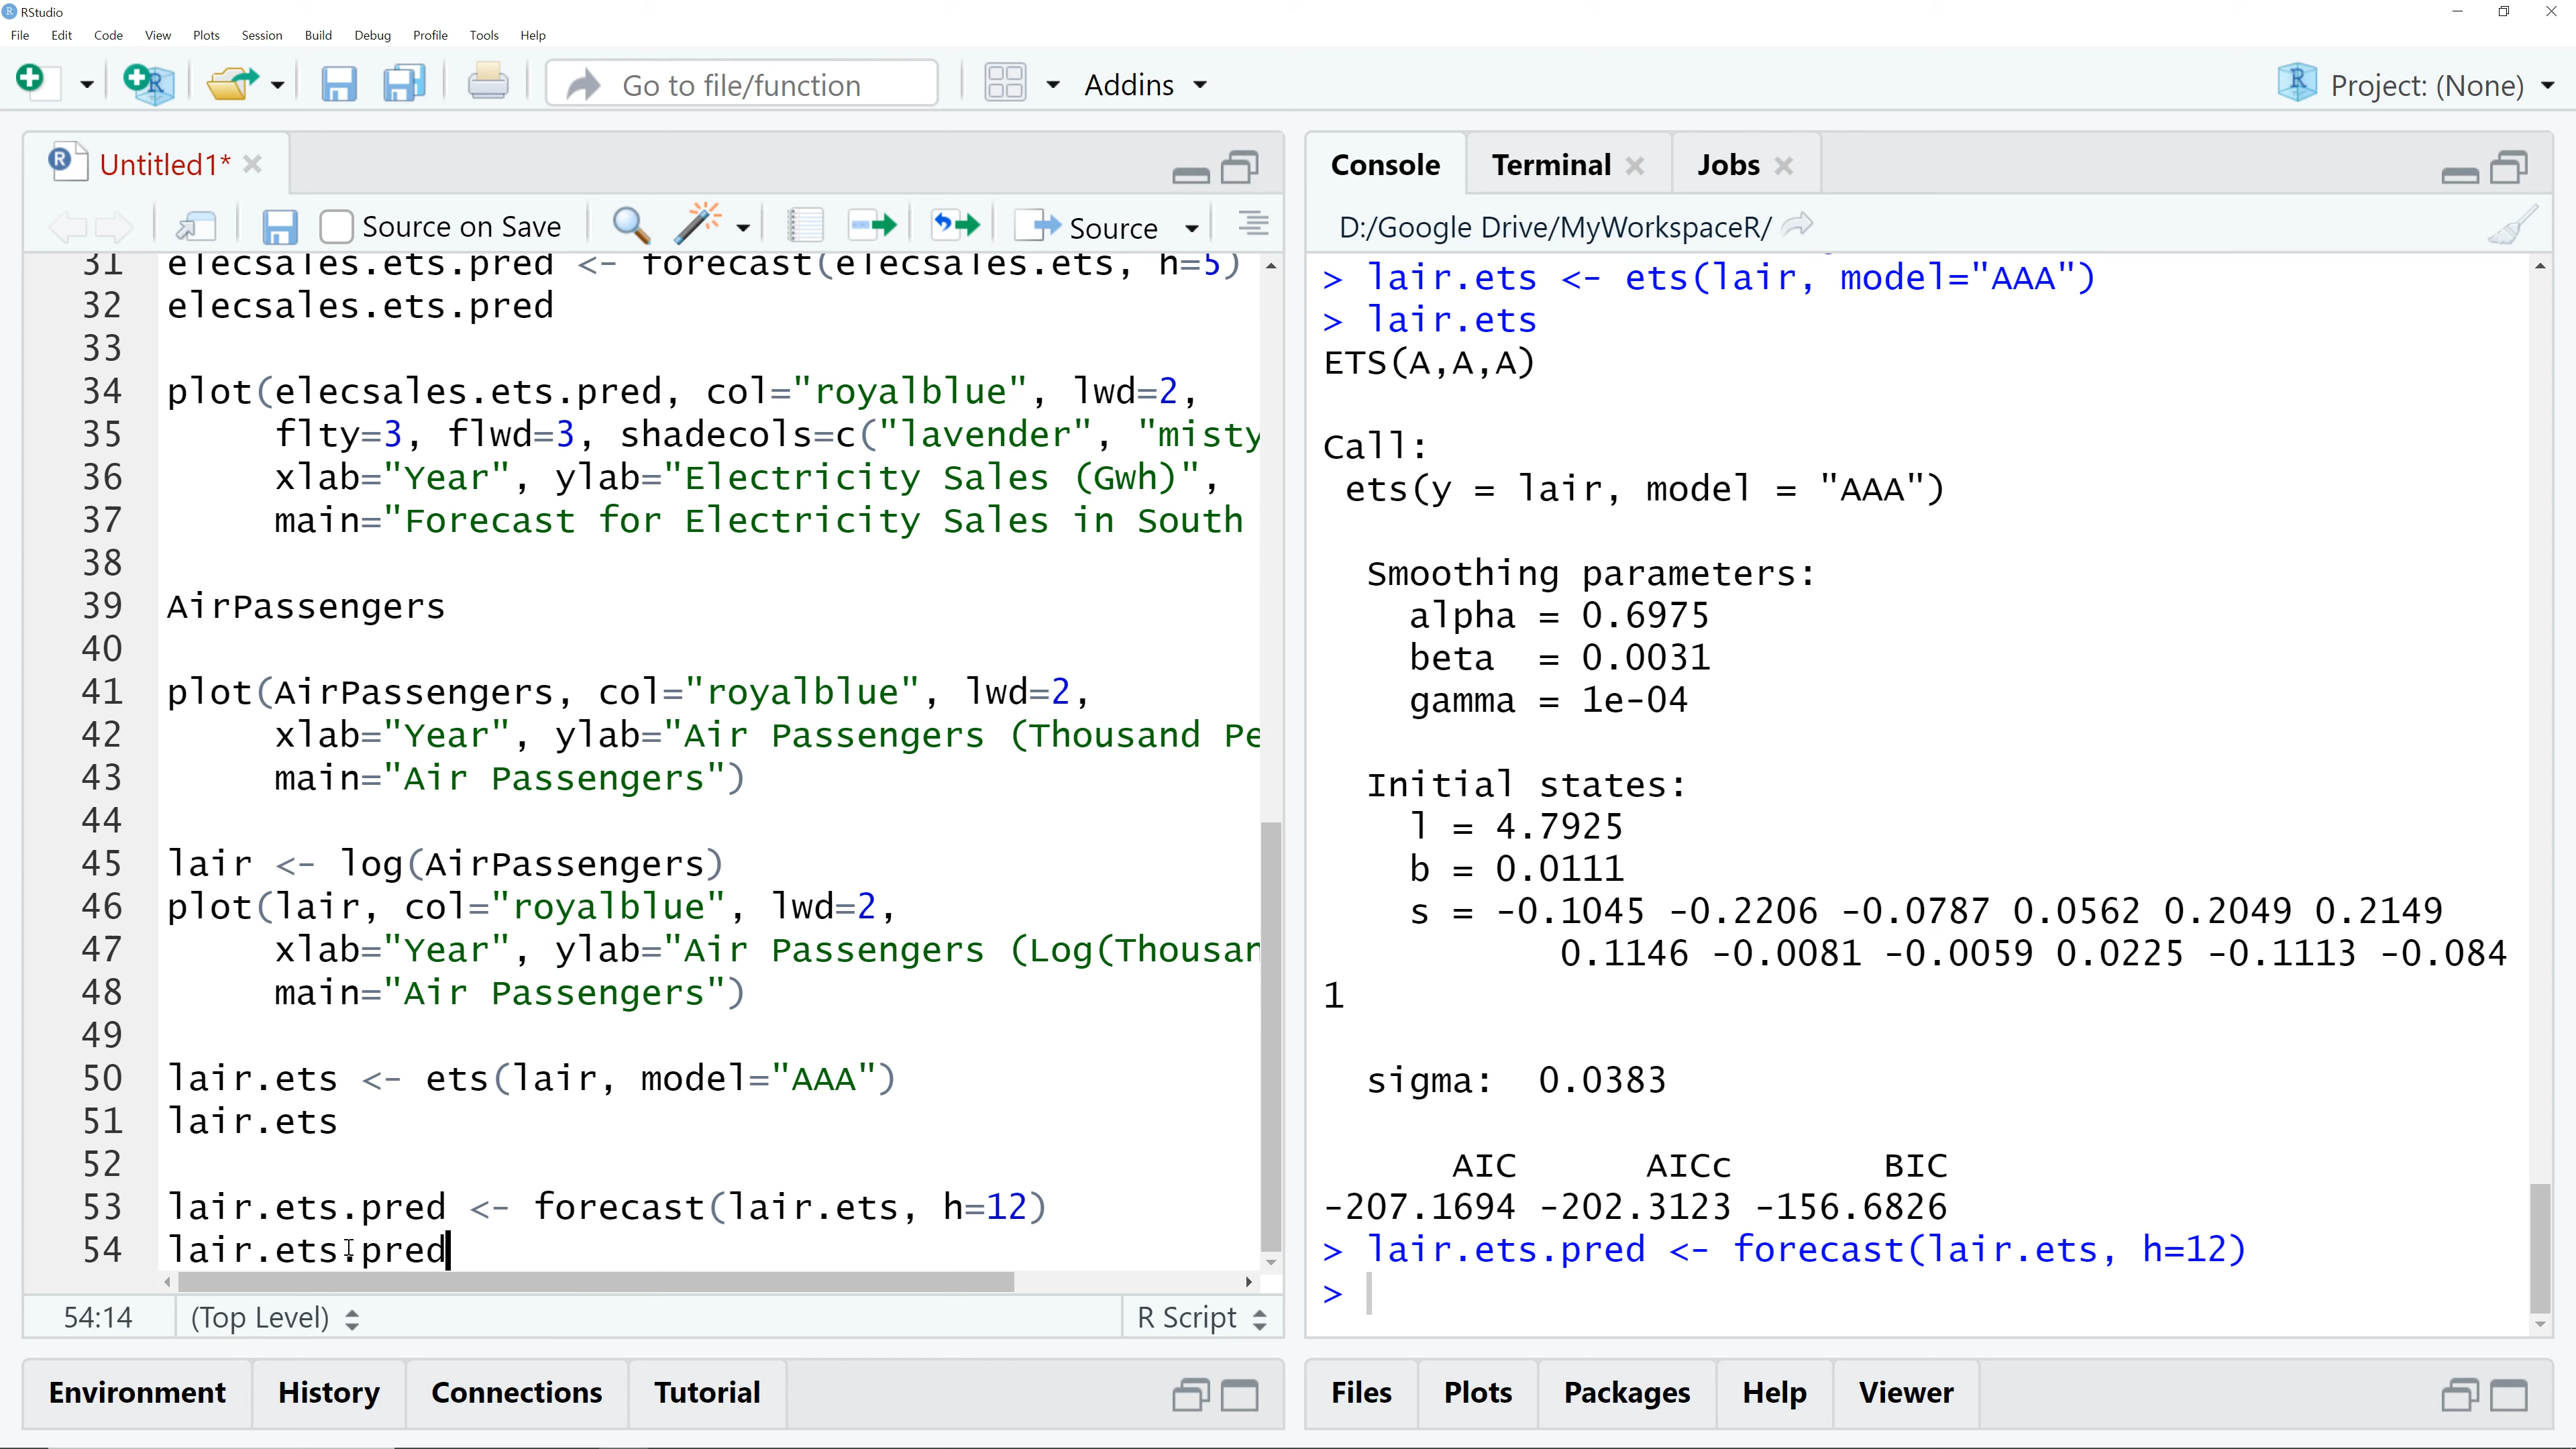 RStudio
File Edit Code View Plots Session Build Debug Profile Tools Help
Go to file/function Addins Project: (None)
Untitled1*
Source on Save Source
31 elecsales.ets.pred <- forecast(elecsales.ets, h=5)
32 elecsales.ets.pred
33
34 plot(elecsales.ets.pred, col="royalblue", lwd=2,
35      flty=3, flwd=3, shadecols=c("lavender", "misty
36      xlab="Year", ylab="Electricity Sales (Gwh)",
37      main="Forecast for Electricity Sales in South
38
39 AirPassengers
40
41 plot(AirPassengers, col="royalblue", lwd=2,
42      xlab="Year", ylab="Air Passengers (Thousand Pe
43      main="Air Passengers")
44
45 lair <- log(AirPassengers)
46 plot(lair, col="royalblue", lwd=2,
47      xlab="Year", ylab="Air Passengers (Log(Thousan
48      main="Air Passengers")
49
50 lair.ets <- ets(lair, model="AAA")
51 lair.ets
52
53 lair.ets.pred <- forecast(lair.ets, h=12)
54 lair.ets.pred
54:14 (Top Level) R Script
Environment History Connections Tutorial
Console Terminal Jobs
D:/Google Drive/MyWorkspaceR/
> lair.ets <- ets(lair, model="AAA")
> lair.ets
ETS(A,A,A)
Call:
 ets(y = lair, model = "AAA")
  Smoothing parameters:
    alpha = 0.6975
    beta  = 0.0031
    gamma = 1e-04
  Initial states:
    l = 4.7925
    b = 0.0111
    s = -0.1045 -0.2206 -0.0787 0.0562 0.2049 0.2149
           0.1146 -0.0081 -0.0059 0.0225 -0.1113 -0.084
1
  sigma:  0.0383
      AIC      AICc       BIC
-207.1694 -202.3123 -156.6826
> lair.ets.pred <- forecast(lair.ets, h=12)
>
Files Plots Packages Help Viewer